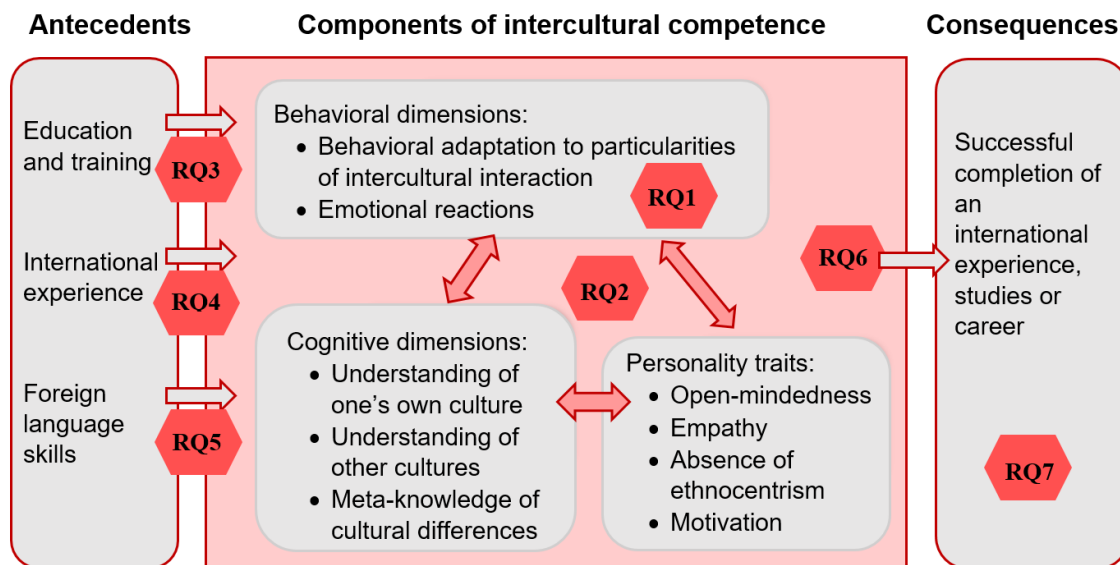 Antecedents
Components of intercultural competence
Consequences
Education
and training
RQ3
International
experience
RQ4
Foreign
language
skills
RQ5
Behavioral dimensions:
• Behavioral adaptation to particularities
of intercultural interaction
• Emotional reactions
RQ1
RQ2
RQ6
Cognitive dimensions:
• Understanding of
one’s own culture
• Understanding of
other cultures
• Meta-knowledge of
cultural differences
Personality traits:
• Open-mindedness
• Empathy
• Absence of
ethnocentrism
• Motivation
Successful
completion of
an
international
experience,
studies or
career
RQ7